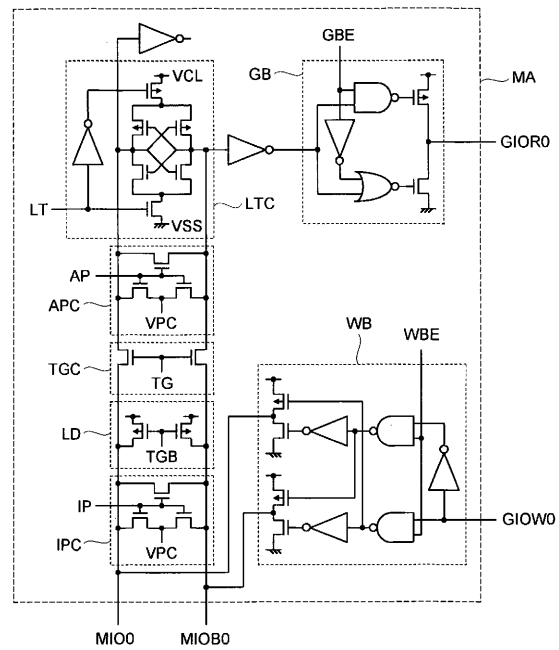 GBE
GB
MA
VCL
GIOR0
LT
LTC
VSS
AP
APC
VPC
WB
WBE
TGC
TG
LD
TGB
IP
GIOW0
IPC
VPC
MIO0
MIOB0